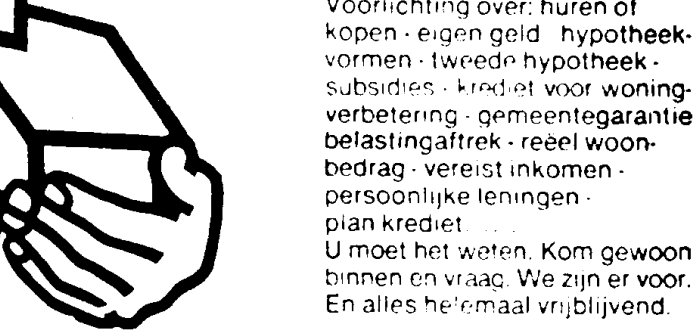 Voorlichting over: huren of
kopen - eigen geld hypotheek-
vormen - tweede hypotheek -
subsidies - krediet voor woning-
verbetering - gemeentegarantie
belastingaftrek - reëel woon-
bedrag - vereist inkomen -
persoonlijke leningen -
plan krediet. . . .
U moet het weten. Kom gewoon
binnen en vraag. We zijn er voor.
En alles helemaal vrijblijvend.